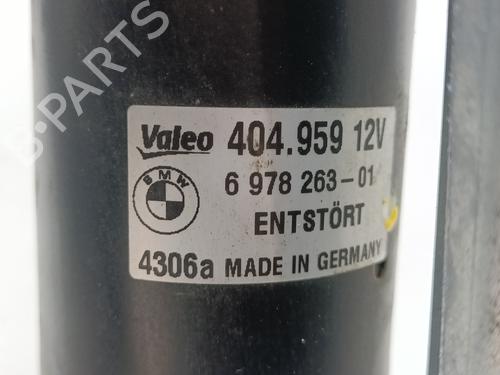 B-PARTS
Valeo 404.959 12V
BMW
6 978 263-01
ENTSTÖRT
4306a MADE IN GERMANY